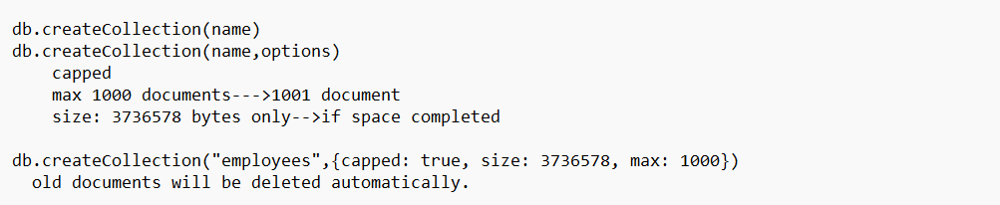 db.createCollection(name)
db.createCollection(name,options)
capped
max 1000 documents--->1001 document
size: 3736578 bytes only-->if space completed
db.createCollection("employees",{capped: true, size: 3736578, max: 1000})
old documents will be deleted automatically.